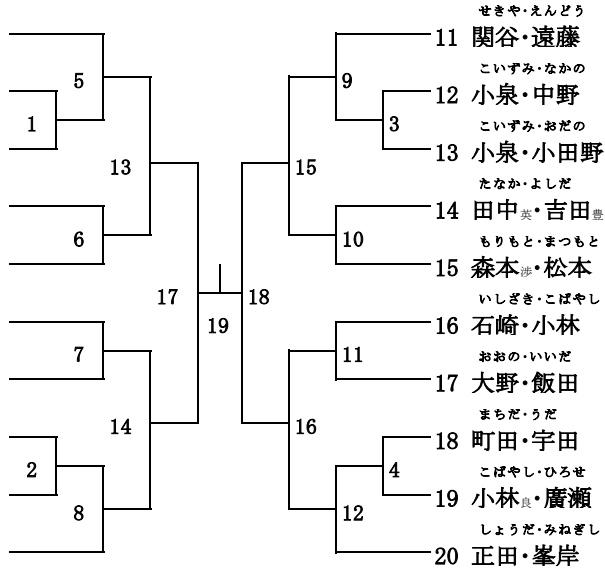 せきや・えんどう
11 関谷・遠藤
こいずみ・なかの
12 小泉・中野
こいずみ・おだの
13 小泉・小田野
たなか・よしだ
14 田中英・吉田豊
もりもと・まつもと
15 森本渉・松本
いしざき・こばやし
16 石崎・小林
おおの・いいだ
17 大野・飯田
まちだ・うだ
18 町田・宇田
こばやし・ひろせ
19 小林良・廣瀬
しょうだ・みねぎし
20 正田・峯岸
5
1
13
6
17
7
14
2
8
19
18
9
3
15
10
11
16
4
12